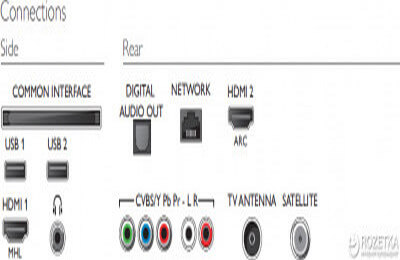 Connections
Side
Rear
COMMON INTERFACE
USB 1
USB 2
HDMI 1
MHL
DIGITAL
AUDIO OUT
NETWORK
HDMI 2
ARC
CVBS/Y Pb Pr - L R
TV ANTENNA
SATELLITE
ROZETKA